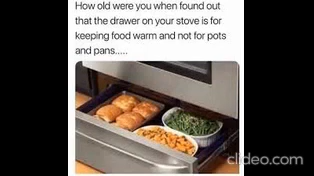 How old were you when found out
that the drawer on your stove is for
keeping food warm and not for pots
and pans.....
clideo.com